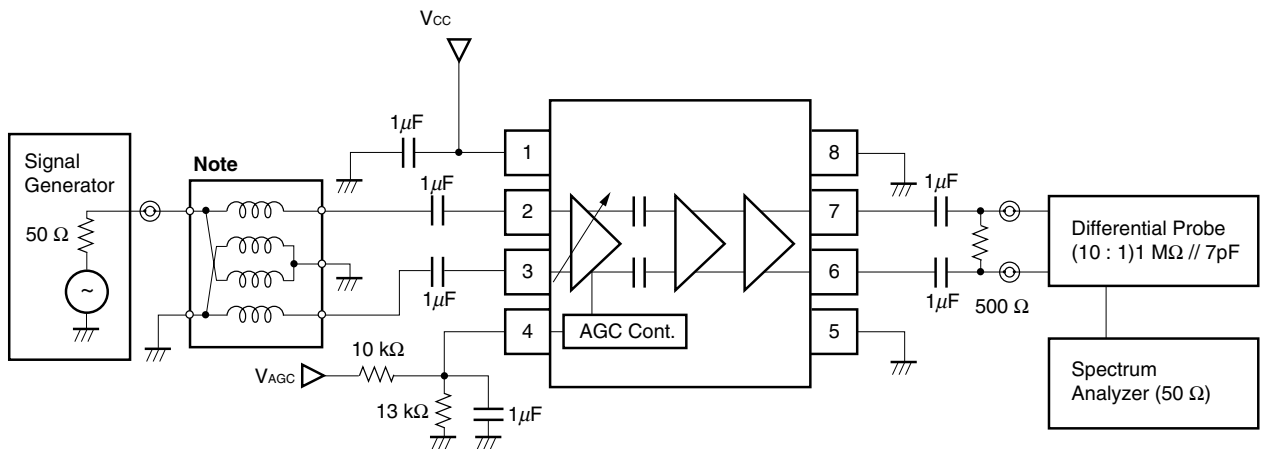 VCC
1μF
Signal
Generator
50 Ω
~
Note
1μF
1μF
1
2
3
4
AGC Cont.
8
7
6
5
1μF
1μF
500 Ω
Differential Probe
(10 : 1)1 MΩ // 7pF
Spectrum
Analyzer (50 Ω)
VAGC
10 kΩ
13 kΩ
1μF